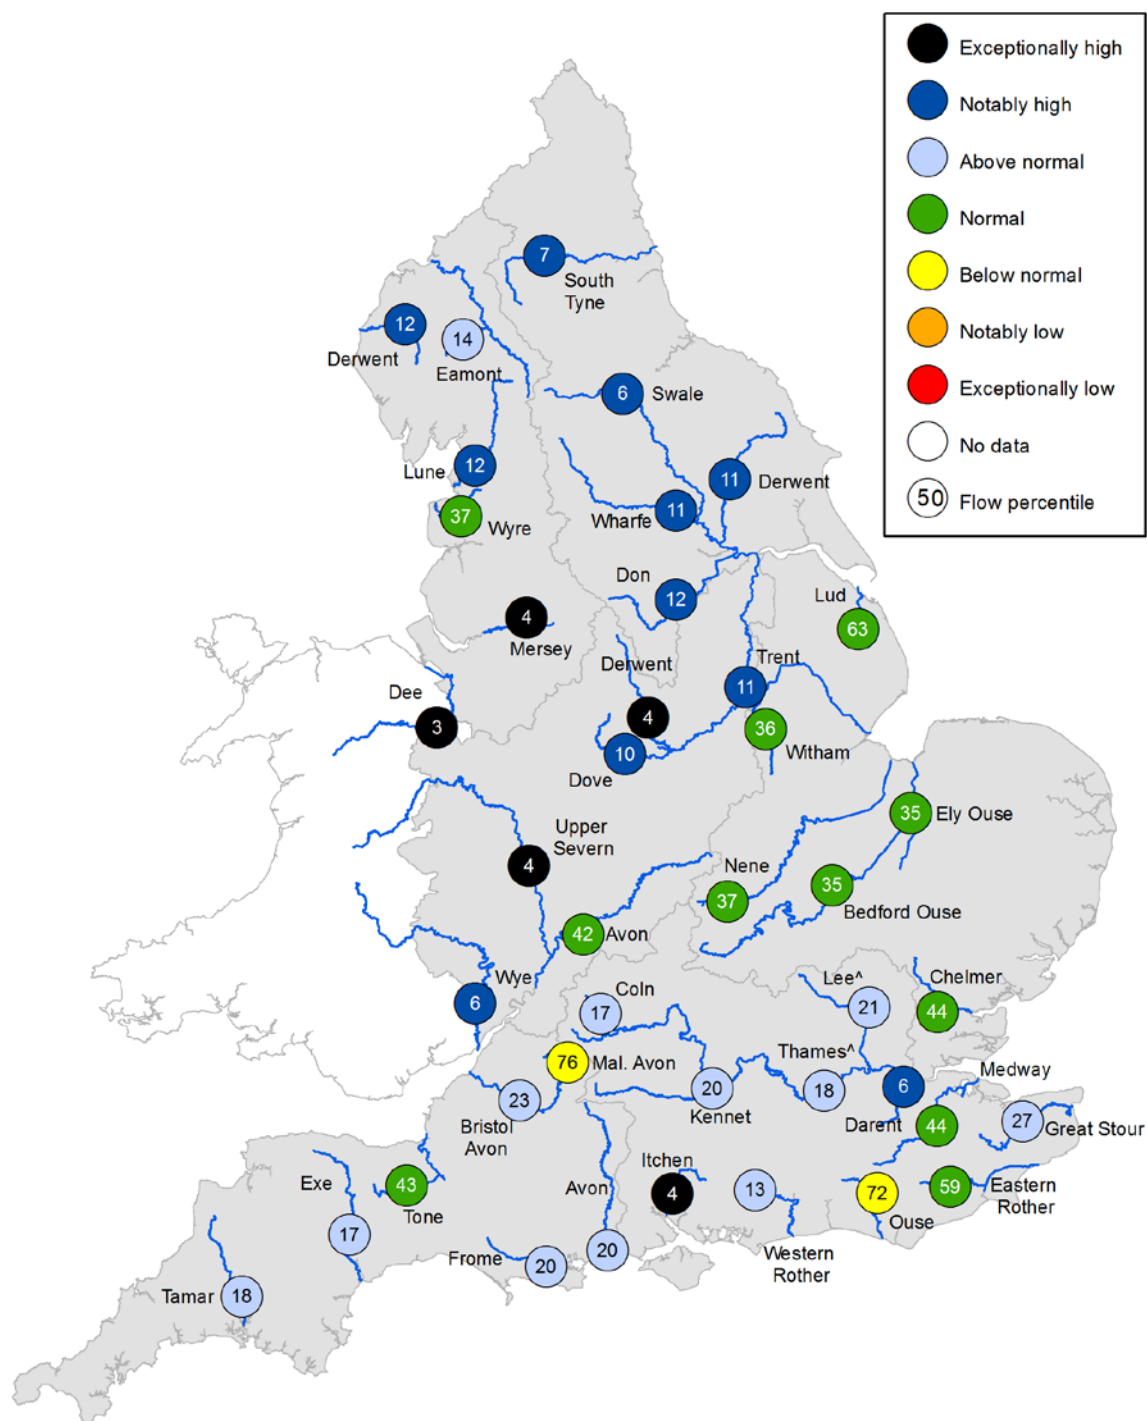 Exceptionally high
Notably high
Above normal
Normal
Below normal
Notably low
Exceptionally low
No data
50 Flow percentile
7
South
Tyne
12
Derwent
14
Eamont
6 Swale
Lune 12
11 Derwent
37 Wyre
Wharfe 11
Don
12
Lud
63
4
Mersey
Derwent
4
Trent
11
Dee
3
36
Witham
10
Dove
35 Ely Ouse
Upper
Severn
4
Nene
37
35
Bedford Ouse
42 Avon
Wye
6
Coln
17
Lee^
21
Chelmer
44
76 Mal. Avon
Thames^
18
6
Darent
Medway
44
23
Bristol
Avon
20
Kennet
27
Great Stour
Itchen
4
13
Western
Rother
72
Ouse
59 Eastern
Rother
Exe
17
43
Tone
Avon
20
Frome
20
Tamar 18